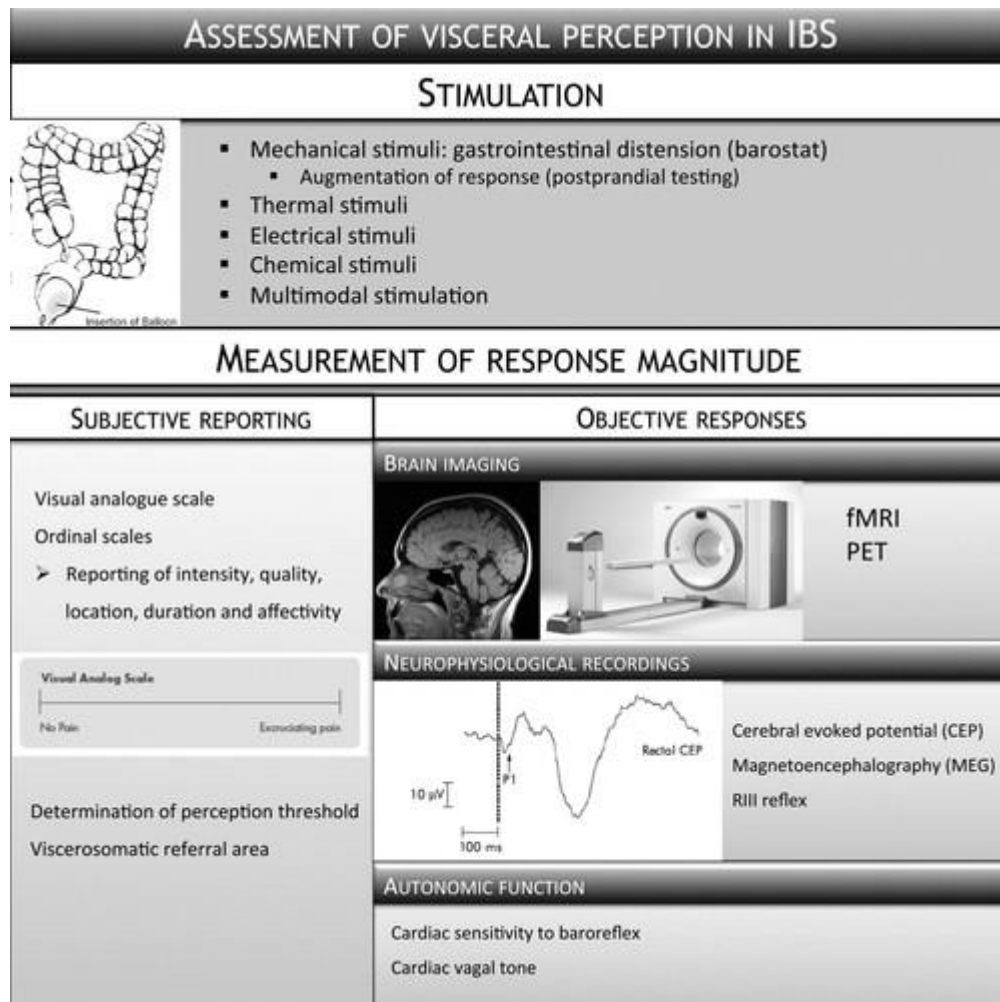 ASSESSMENT OF VISCERAL PERCEPTION IN IBS
STIMULATION
▪ Mechanical stimuli: gastrointestinal distension (barostat)
▪ Augmentation of response (postprandial testing)
▪ Thermal stimuli
▪ Electrical stimuli
▪ Chemical stimuli
▪ Multimodal stimulation
Insertion of Balloon
MEASUREMENT OF RESPONSE MAGNITUDE
SUBJECTIVE REPORTING
Visual analogue scale
Ordinal scales
➢ Reporting of intensity, quality,
location, duration and affectivity
Visual Analog Scale
No Pain
Excruciating pain
Determination of perception threshold
Viscerosomatic referral area
OBJECTIVE RESPONSES
BRAIN IMAGING
fMRI
PET
NEUROPHYSIOLOGICAL RECORDINGS
Rectal CEP
P1
10 µV
100 ms
Cerebral evoked potential (CEP)
Magnetoencephalography (MEG)
RIII reflex
AUTONOMIC FUNCTION
Cardiac sensitivity to baroreflex
Cardiac vagal tone